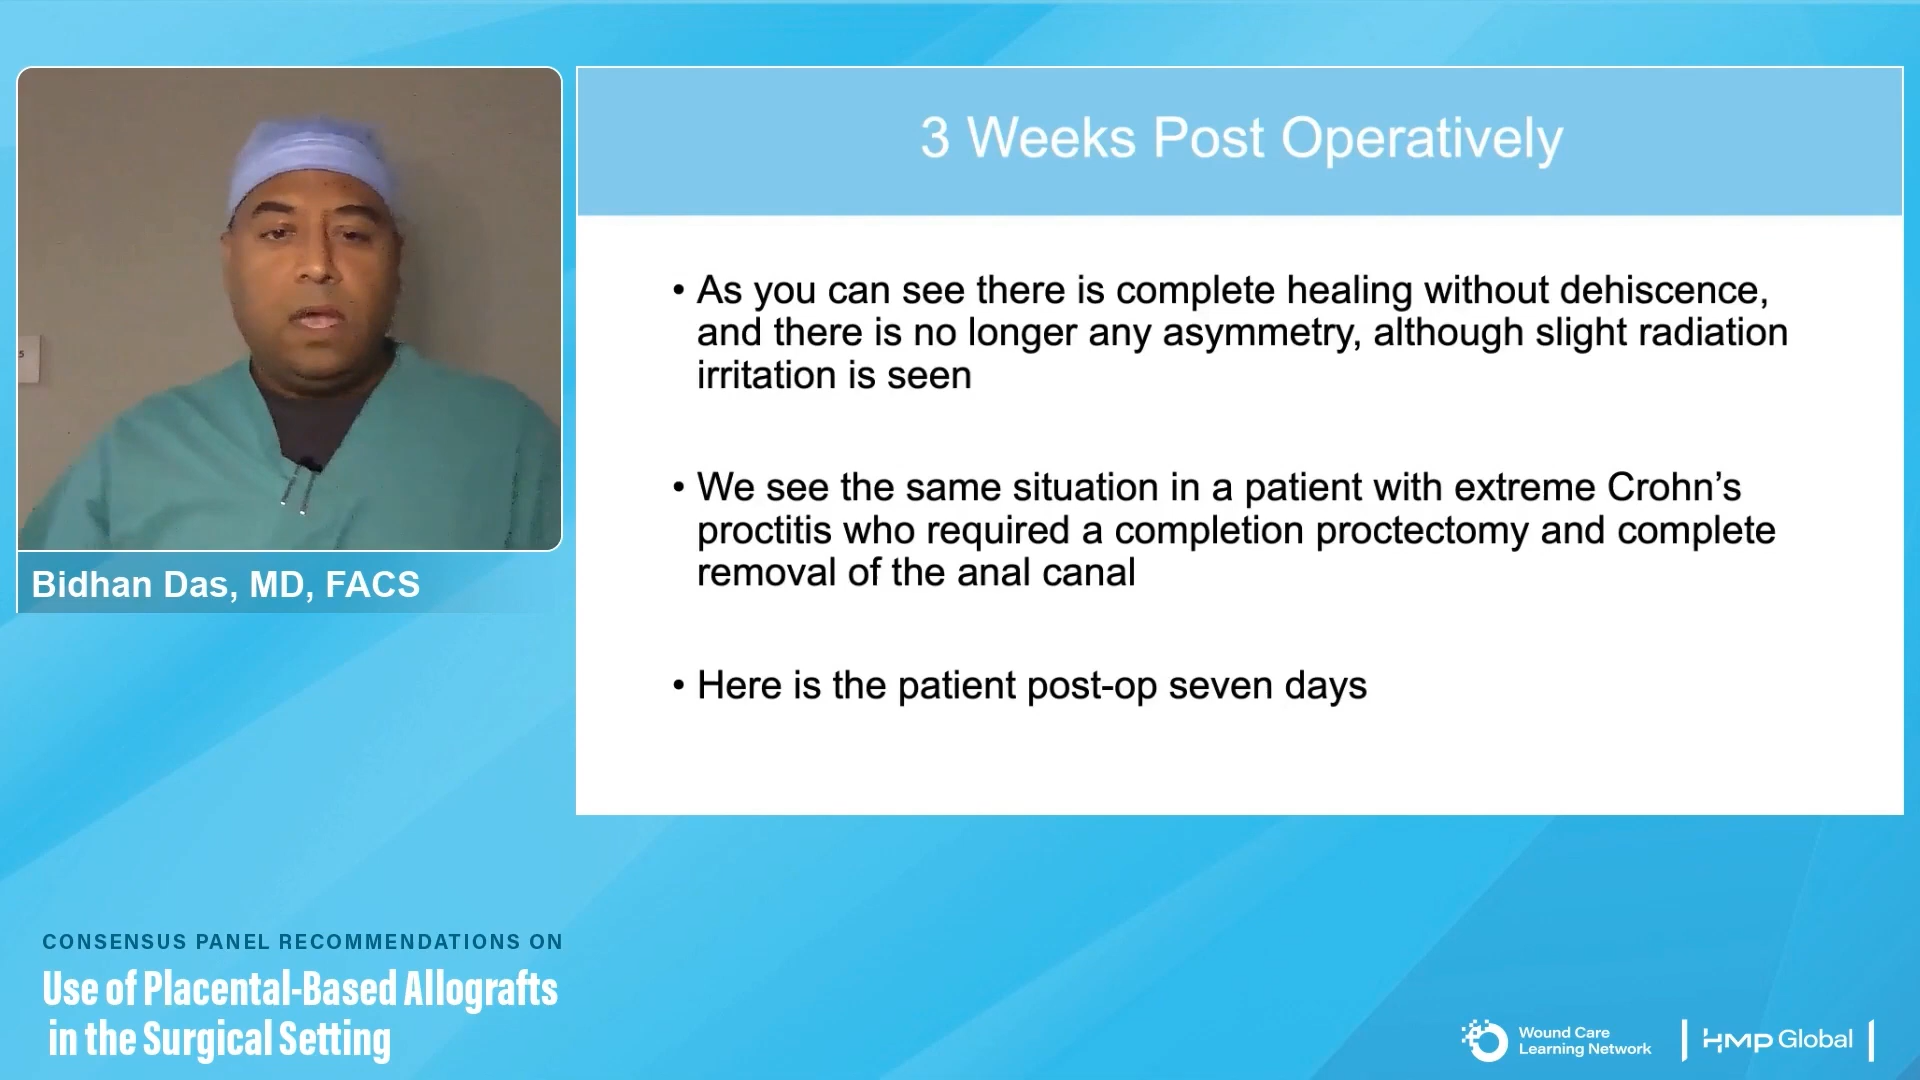 3 Weeks Post Operatively
• As you can see there is complete healing without dehiscence,
and there is no longer any asymmetry, although slight radiation
irritation is seen
• We see the same situation in a patient with extreme Crohn’s
proctitis who required a completion proctectomy and complete
removal of the anal canal
• Here is the patient post-op seven days
5
Bidhan Das, MD, FACS
CONSENSUS PANEL RECOMMENDATIONS ON
Use of Placental-Based Allografts
in the Surgical Setting
Wound Care
Learning Network
HMP Global